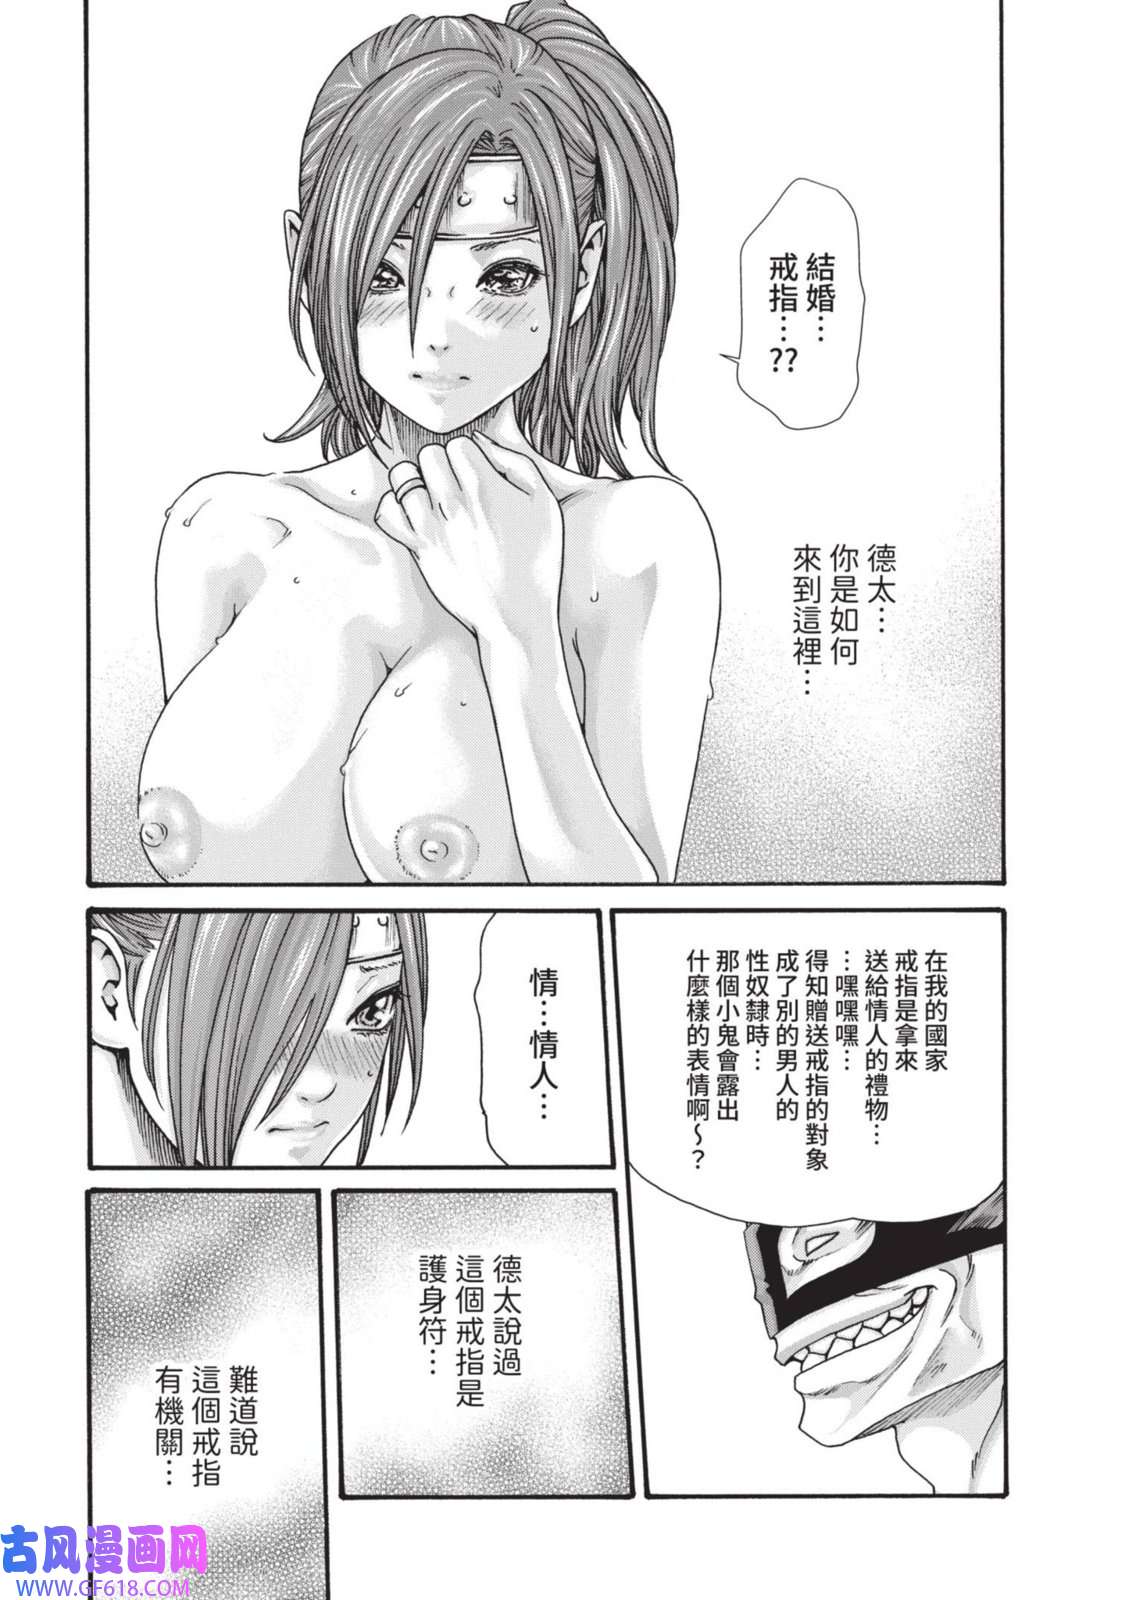 結婚…
戒指…??
德太…
你是如何
來到這裡…
在我的國家
戒指是拿來
送給情人的禮物…
…嘿嘿嘿…
得知贈送戒指的對象
成了別的男人的
性奴隸時…
那個小鬼會露出
什麼樣的表情啊～？
情…情人…
德太說過
這個戒指是
護身符…
難道說
這個戒指
有機關…
古风漫画网
WWW.GF618.COM